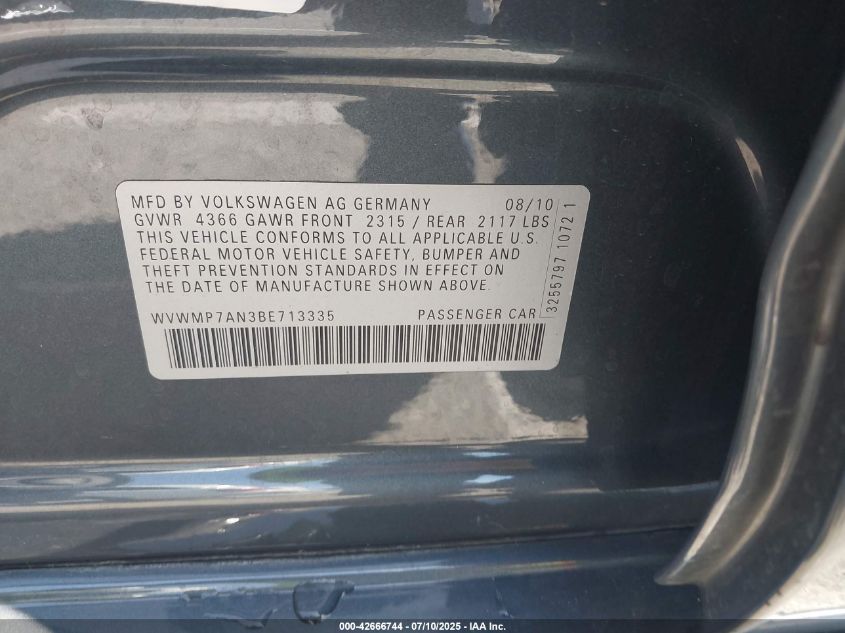 MFD BY VOLKSWAGEN AG GERMANY 08/10
GVWR 4366 GAWR FRONT 2315 / REAR 2117 LBS
THIS VEHICLE CONFORMS TO ALL APPLICABLE U.S.
FEDERAL MOTOR VEHICLE SAFETY, BUMPER AND
THEFT PREVENTION STANDARDS IN EFFECT ON
THE DATE OF MANUFACTURE SHOWN ABOVE.
WVWMP7AN3BE713335 PASSENGER CAR
3255797 1072 1
000-42666744 / 07/10/2025 - IAA Inc.